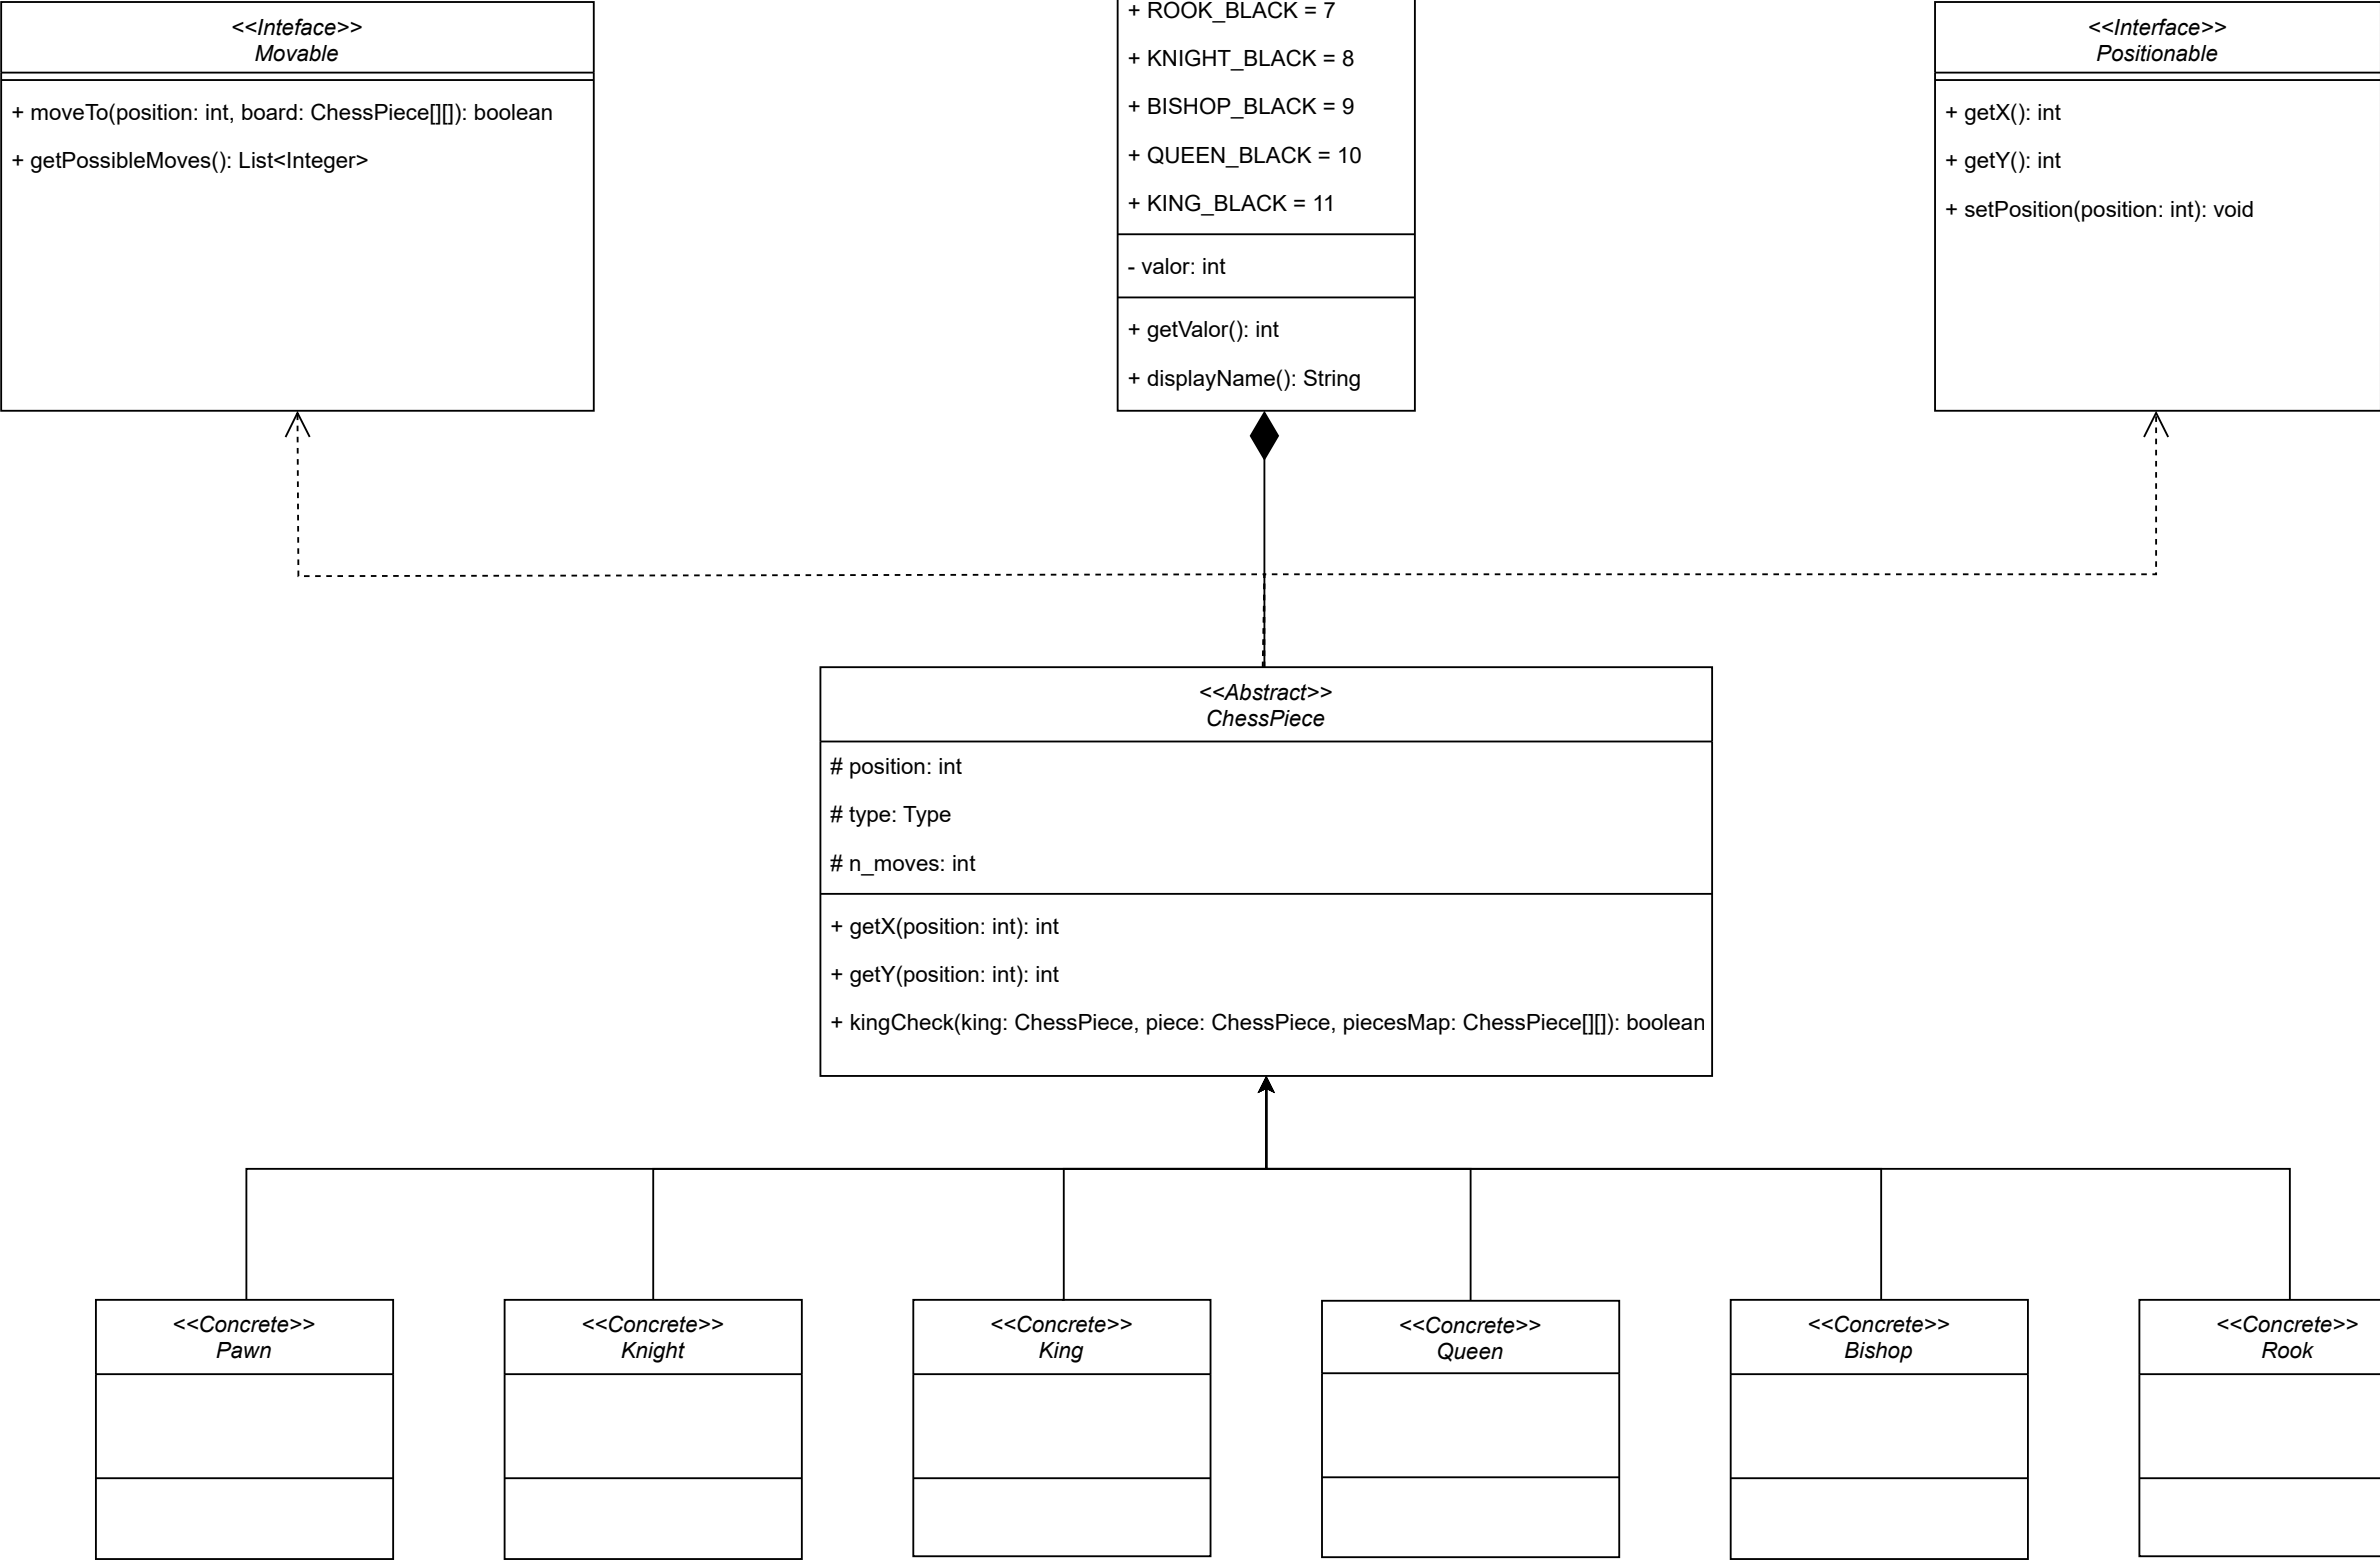 <<Inteface>>
Movable
+ moveTo(position: int, board: ChessPiece[][]): boolean
+ getPossibleMoves(): List<Integer>
+ ROOK_BLACK = 7
+ KNIGHT_BLACK = 8
+ BISHOP_BLACK = 9
+ QUEEN_BLACK = 10
+ KING_BLACK = 11
- valor: int
+ getValor(): int
+ displayName(): String
<<Interface>>
Positionable
+ getX(): int
+ getY(): int
+ setPosition(position: int): void
<<Abstract>>
ChessPiece
# position: int
# type: Type
# n_moves: int
+ getX(position: int): int
+ getY(position: int): int
+ kingCheck(king: ChessPiece, piece: ChessPiece, piecesMap: ChessPiece[][]): boolean
<<Concrete>>
Pawn
<<Concrete>>
Knight
<<Concrete>>
King
<<Concrete>>
Queen
<<Concrete>>
Bishop
<<Concrete>>
Rook